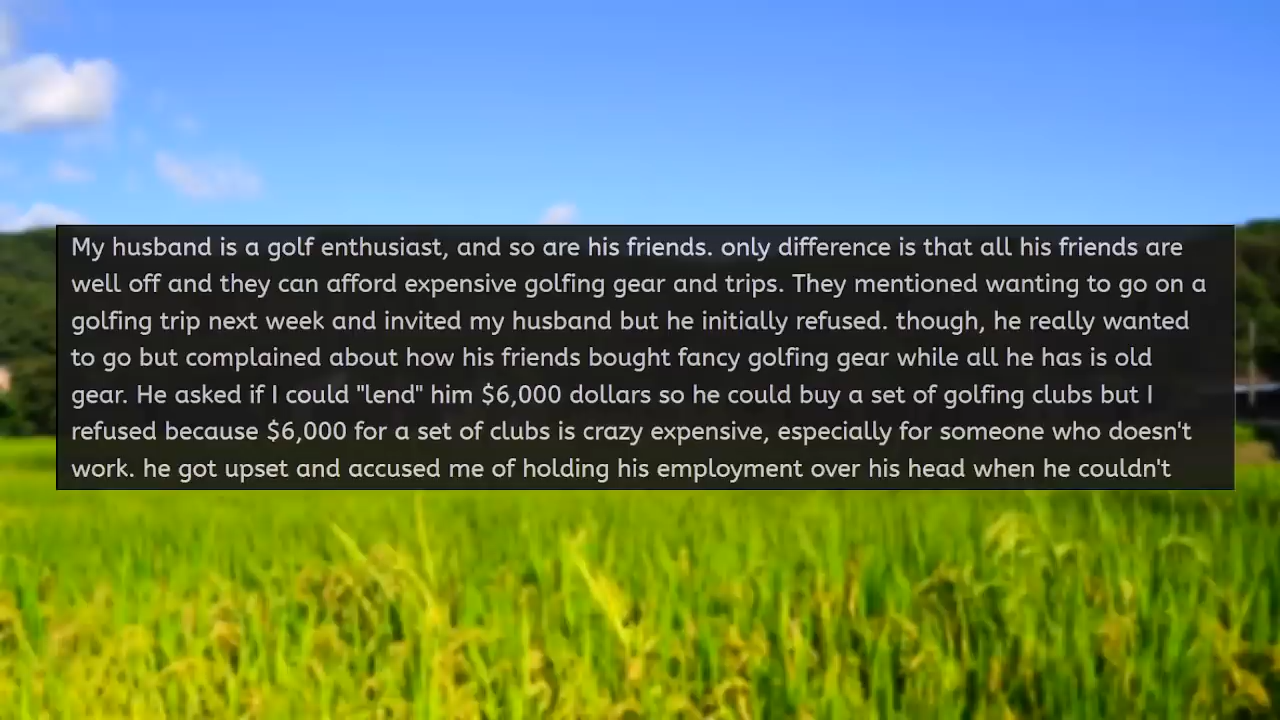 My husband is a golf enthusiast, and so are his friends. only difference is that all his friends are
well off and they can afford expensive golfing gear and trips. They mentioned wanting to go on a
golfing trip next week and invited my husband but he initially refused. though, he really wanted
to go but complained about how his friends bought fancy golfing gear while all he has is old
gear. He asked if I could "lend" him $6,000 dollars so he could buy a set of golfing clubs but I
refused because $6,000 for a set of clubs is crazy expensive, especially for someone who doesn't
work. he got upset and accused me of holding his employment over his head when he couldn't